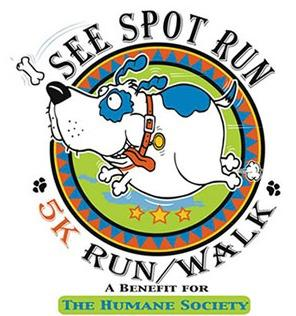 I SEE SPOT RUN
5K RUN/WALK
A BENEFIT FOR
THE HUMANE SOCIETY